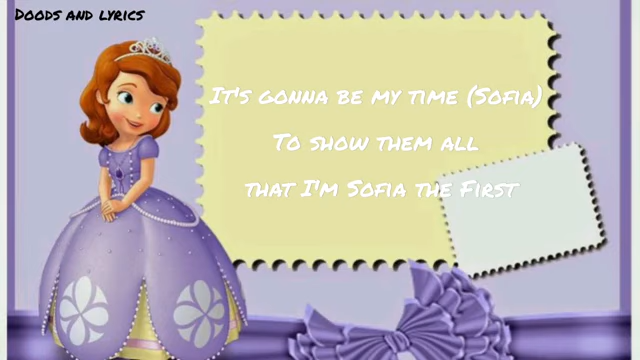 Doods and lyrics
It's gonna be my time (Sofia)
To show them all
that I'm Sofia the First